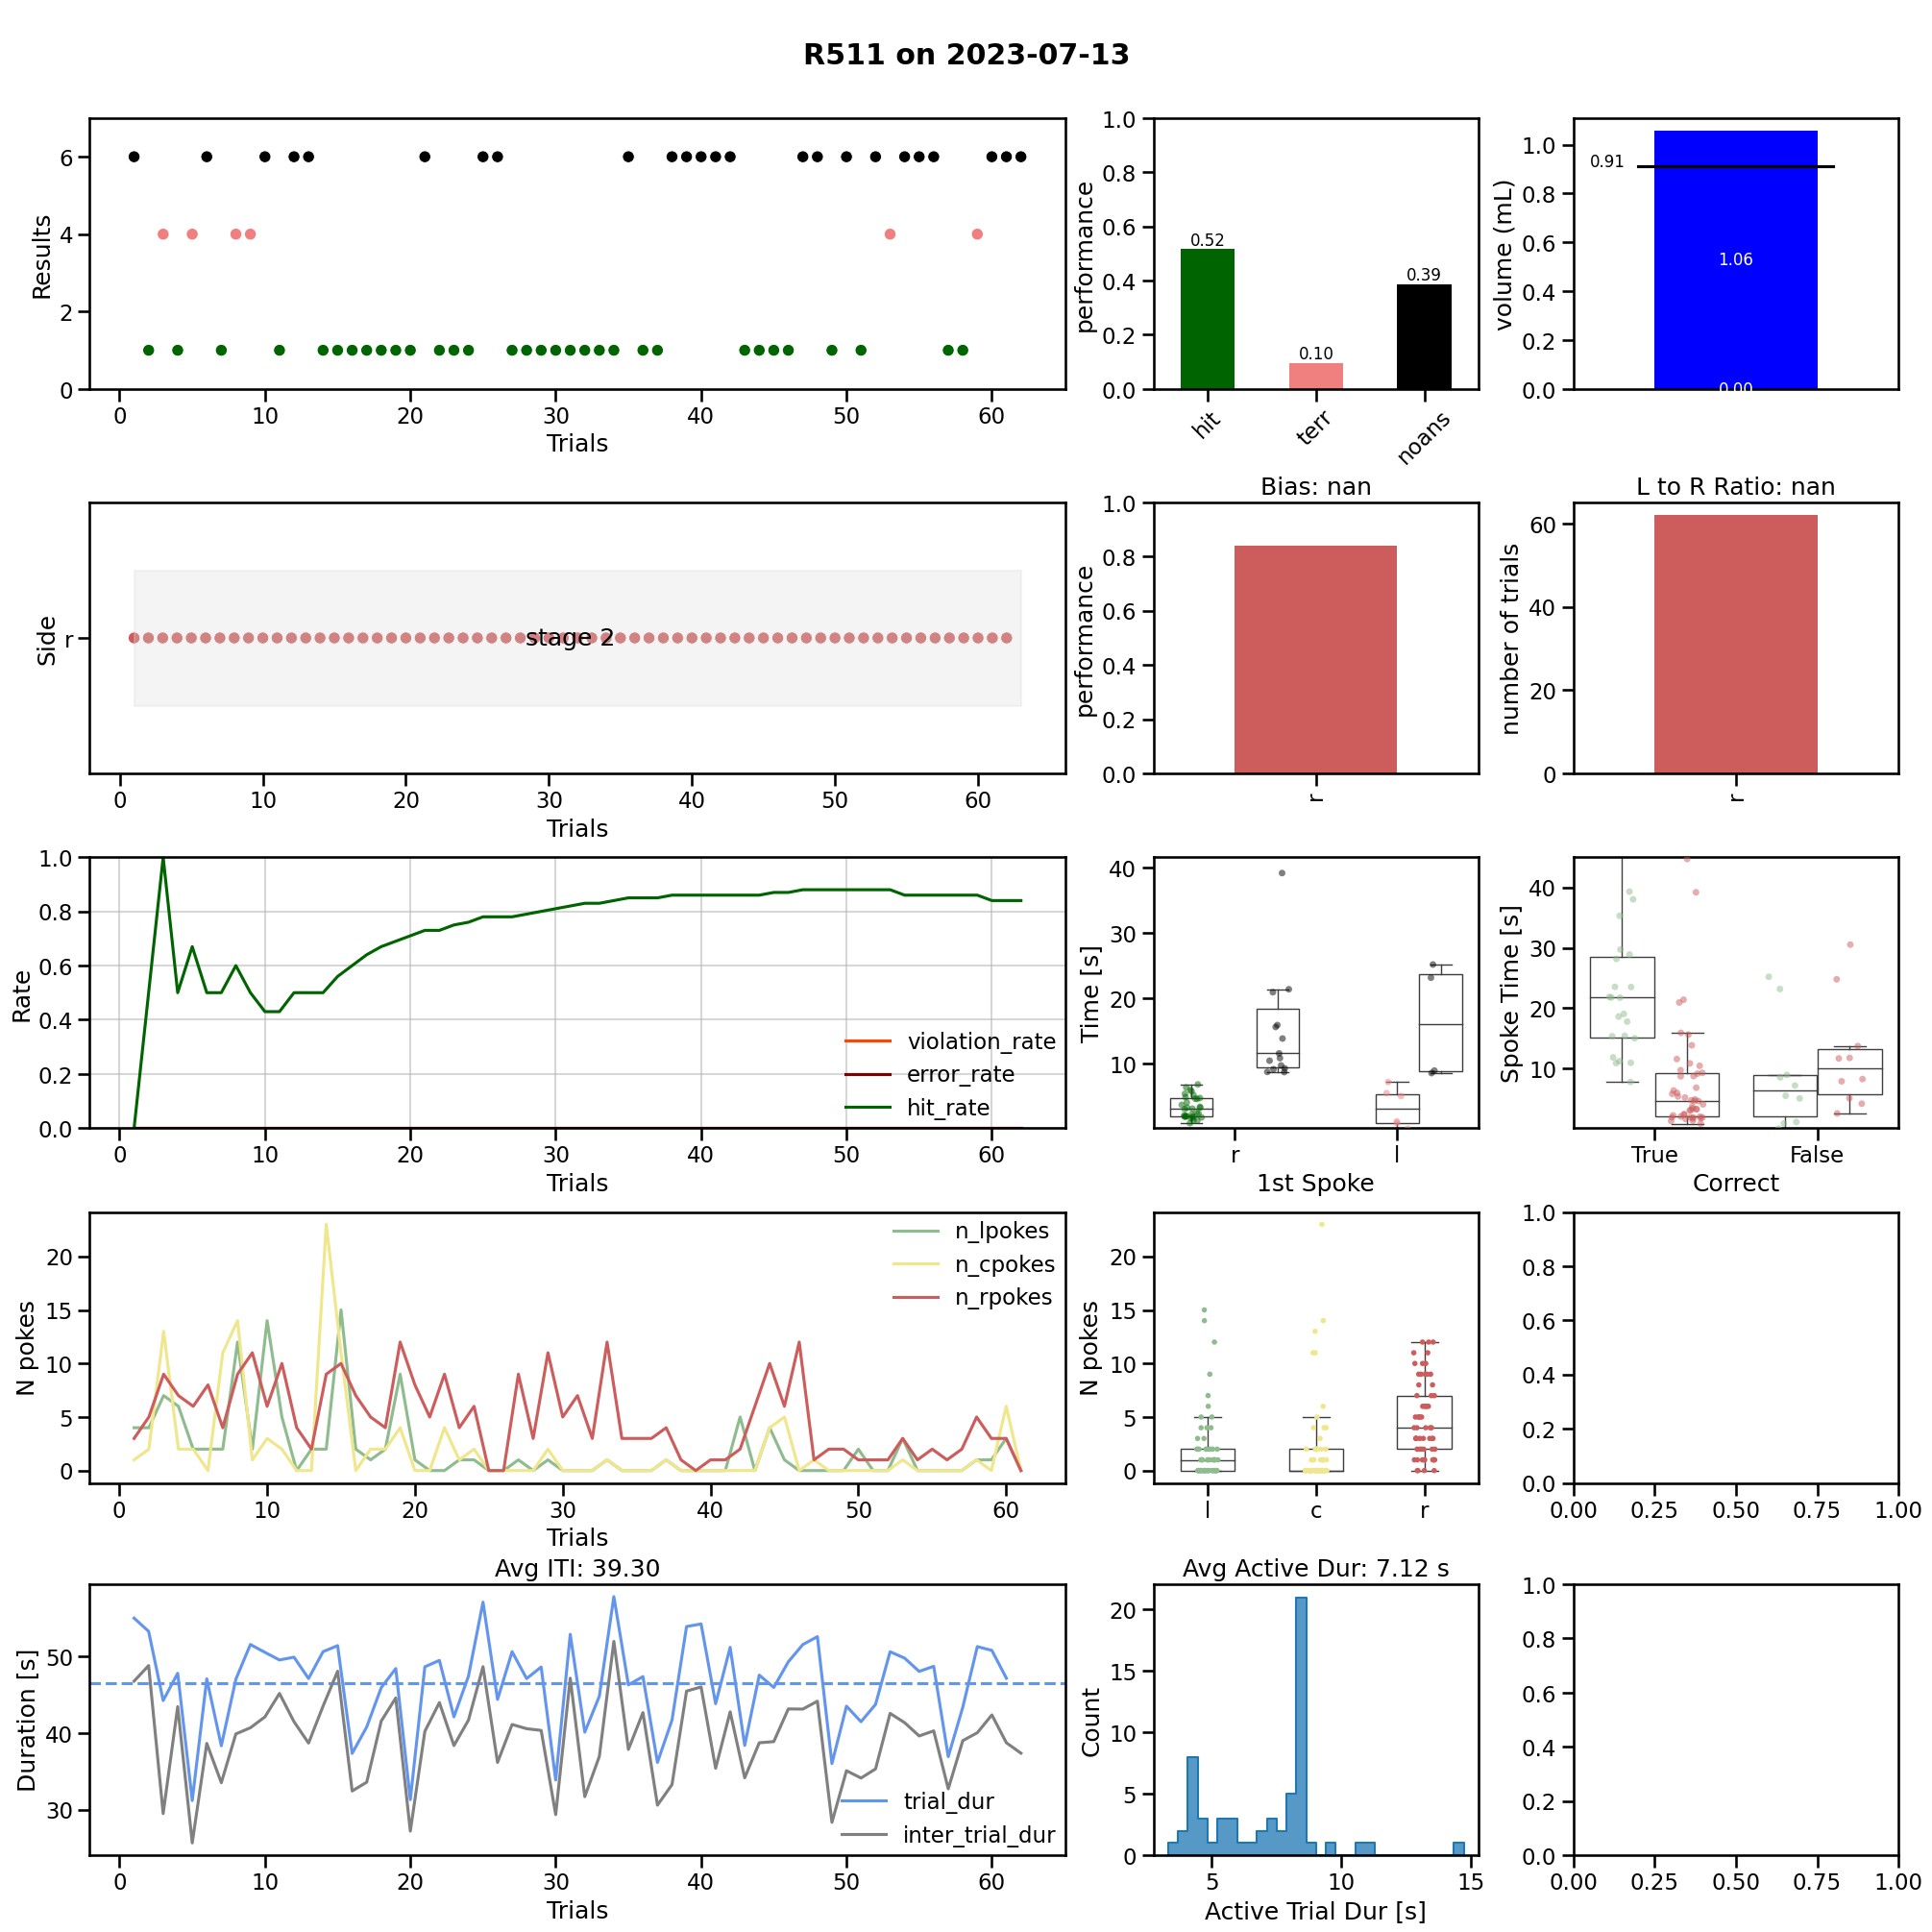 R511 on 2023-07-13
6
4
2
0
Results
0 10 20 30 40 50 60
Trials
1.0
0.8
0.6
0.4
0.2
0.0
performance
0.52
0.10
0.39
hit
terr
noans
1.0
0.8
0.6
0.4
0.2
0.0
volume (mL)
0.91
1.06
0.00
Side
r
stage 2
0 10 20 30 40 50 60
Trials
Bias: nan
1.0
0.8
0.6
0.4
0.2
0.0
performance
r
L to R Ratio: nan
60
40
20
0
number of trials
r
1.0
0.8
0.6
0.4
0.2
0.0
Rate
violation_rate
error_rate
hit_rate
0 10 20 30 40 50 60
Trials
40
30
20
10
Time [s]
r l
1st Spoke
40
30
20
10
Spoke Time [s]
True False
Correct
20
15
10
5
0
N pokes
n_lpokes
n_cpokes
n_rpokes
0 10 20 30 40 50 60
Trials
20
15
10
5
0
N pokes
l c r
1.0
0.8
0.6
0.4
0.2
0.0
0.00 0.25 0.50 0.75 1.00
Avg ITI: 39.30
50
40
30
Duration [s]
trial_dur
inter_trial_dur
0 10 20 30 40 50 60
Trials
Avg Active Dur: 7.12 s
20
15
10
5
0
Count
5 10 15
Active Trial Dur [s]
1.0
0.8
0.6
0.4
0.2
0.0
0.00 0.25 0.50 0.75 1.00